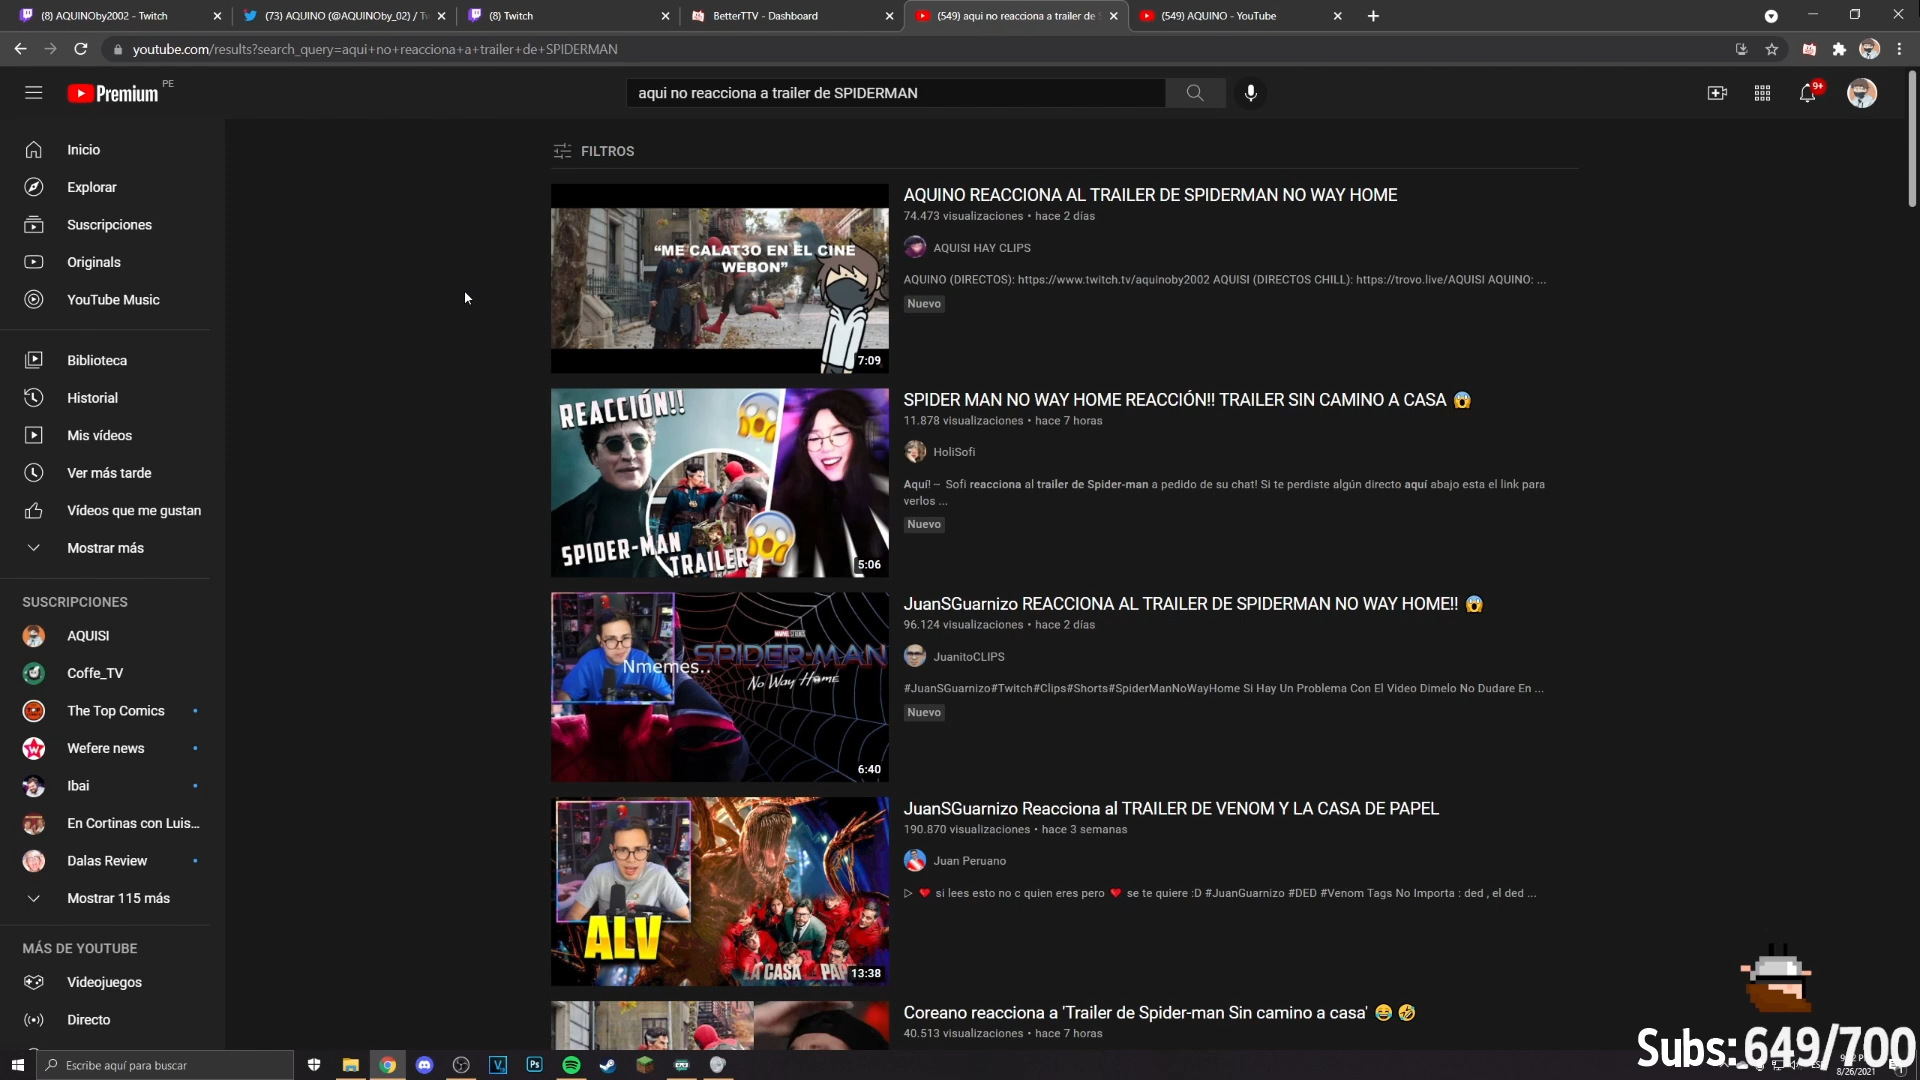 (8) AQUINOby2002 - Twitch
(73) AQUINO (@AQUINOby_02) / Tw
(8) Twitch
BetterTTV - Dashboard
(549) aqui no reacciona a trailer de S
(549) AQUINO - YouTube
youtube.com/results?search_query=aqui+no+reacciona+a+trailer+de+SPIDERMAN
Premium PE
aqui no reacciona a trailer de SPIDERMAN
9+
Inicio
Explorar
Suscripciones
Originals
YouTube Music
Biblioteca
Historial
Mis vídeos
Ver más tarde
Vídeos que me gustan
Mostrar más
SUSCRIPCIONES
AQUISI
Coffe_TV
The Top Comics
Wefere news
Ibai
En Cortinas con Luis...
Dalas Review
Mostrar 115 más
MÁS DE YOUTUBE
Videojuegos
Directo
FILTROS
"ME CALAT3O EN EL CINE
WEBON"
7:09
AQUINO REACCIONA AL TRAILER DE SPIDERMAN NO WAY HOME
74.473 visualizaciones • hace 2 días
AQUISI HAY CLIPS
AQUINO (DIRECTOS): https://www.twitch.tv/aquinoby2002 AQUISI (DIRECTOS CHILL): https://trovo.live/AQUISI AQUINO: ...
Nuevo
REACCIÓN!!
SPIDER-MAN
TRAILER
5:06
SPIDER MAN NO WAY HOME REACCIÓN!! TRAILER SIN CAMINO A CASA 😱
11.878 visualizaciones • hace 7 horas
HoliSofi
Aquí! – Sofi reacciona al trailer de Spider-man a pedido de su chat! Si te perdiste algún directo aquí abajo esta el link para
verlos ...
Nuevo
Nmemes..
MARVEL STUDIOS
SPIDER-MAN
No Way Home
6:40
JuanSGuarnizo REACCIONA AL TRAILER DE SPIDERMAN NO WAY HOME!! 😱
96.124 visualizaciones • hace 2 días
JuanitoCLIPS
#JuanSGuarnizo#Twitch#Clips#Shorts#SpiderManNoWayHome Si Hay Un Problema Con El Video Dimelo No Dudare En ...
Nuevo
ALV
LA CASA PAP
13:38
JuanSGuarnizo Reacciona al TRAILER DE VENOM Y LA CASA DE PAPEL
190.870 visualizaciones • hace 3 semanas
Juan Peruano
▷ ❤ si lees esto no c quien eres pero ❤ se te quiere :D #JuanGuarnizo #DED #Venom Tags No Importa : ded , el ded ...
Coreano reacciona a 'Trailer de Spider-man Sin camino a casa' 😂 🤣
40.513 visualizaciones • hace 7 horas
Subs: 649/700
Escribe aquí para buscar
8/26/2021